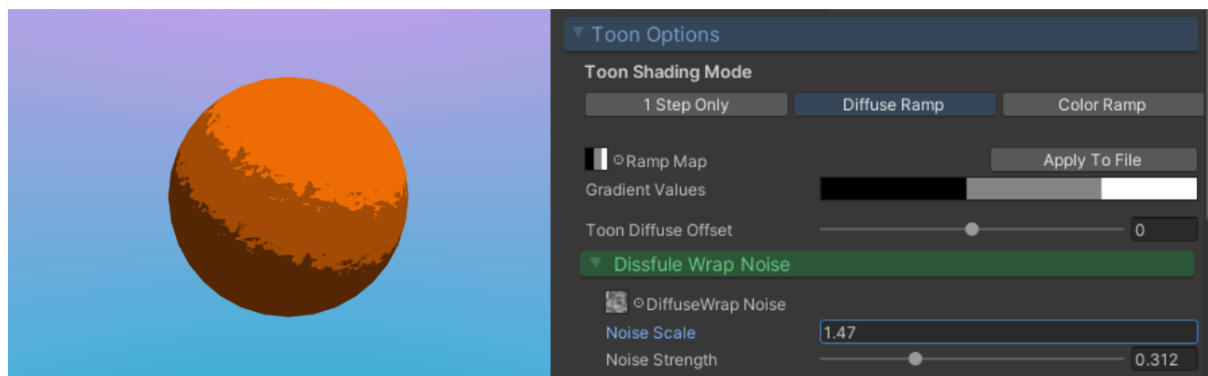 Toon Options
Toon Shading Mode
1 Step Only Diffuse Ramp Color Ramp
Ramp Map Apply To File
Gradient Values
Toon Diffuse Offset 0
Dissfule Wrap Noise
DiffuseWrap Noise
Noise Scale 1.47
Noise Strength 0.312